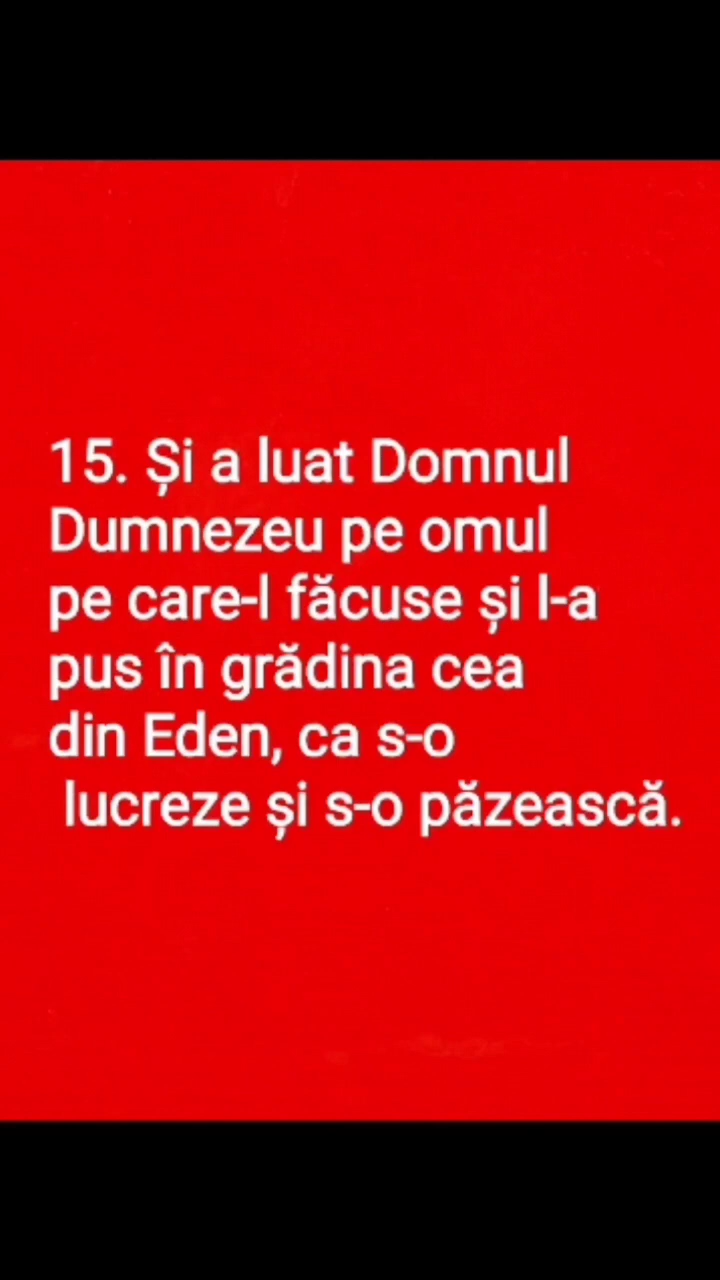 15. Și a luat Domnul
Dumnezeu pe omul
pe care-l făcuse și l-a
pus în grădina cea
din Eden, ca s-o
lucreze și s-o păzească.